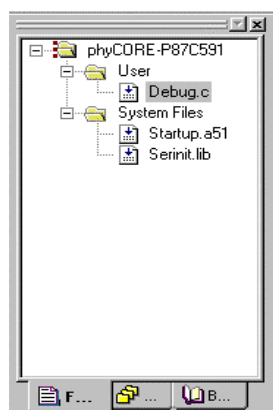 phyCORE-P87C591
User
Debug.c
System Files
Startup.a51
Serinit.lib
F... ... B...